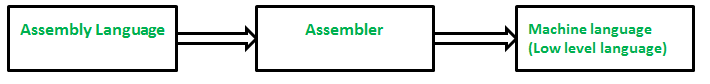 Assembly Language
Assembler
Machine language
(Low level language)